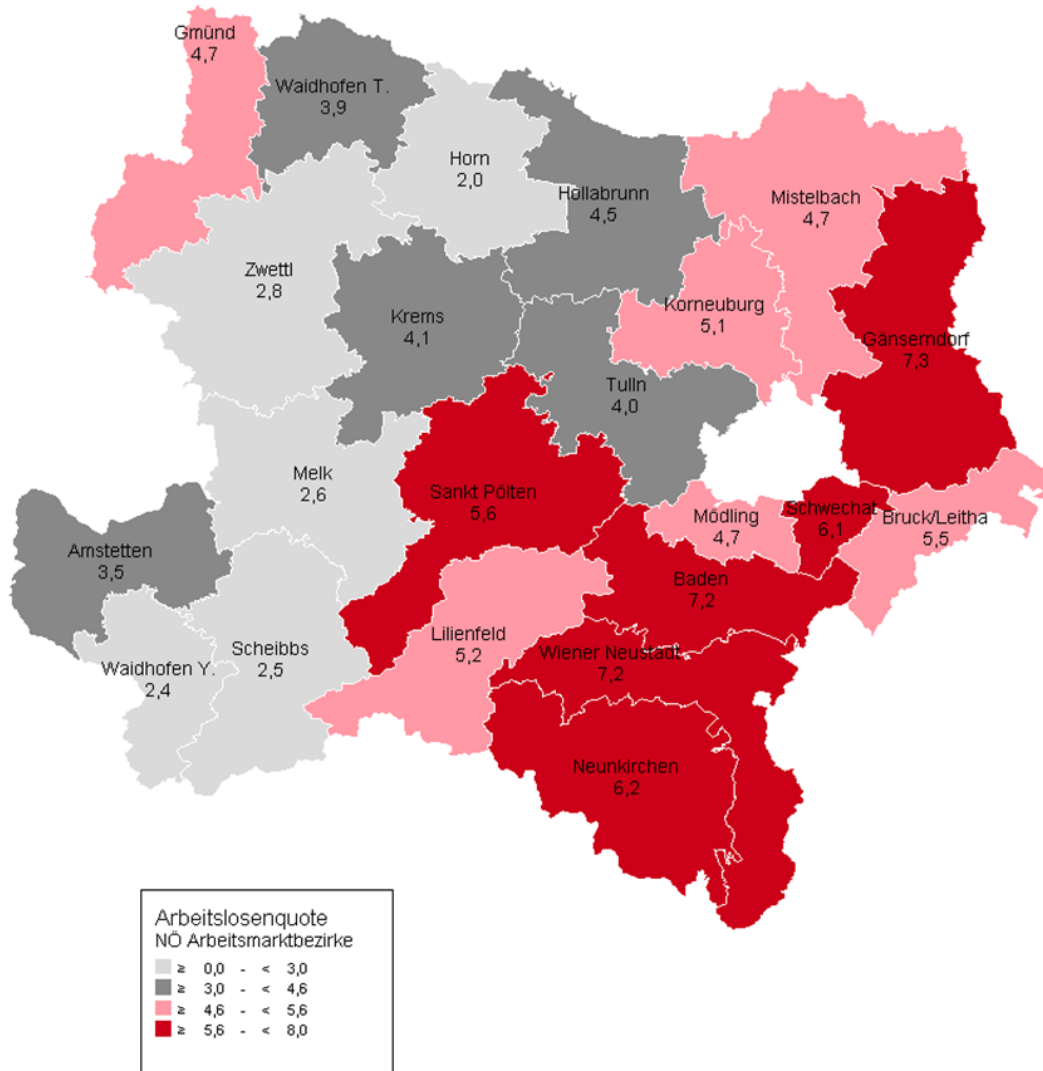 Gmünd
4,7
Waidhofen T.
3,9
Horn
2,0
Hollabrunn
4,5
Mistelbach
4,7
Zwettl
2,8
Krems
4,1
Korneuburg
5,1
Gänserndorf
7,3
Tulln
4,0
Melk
2,6
Sankt Pölten
5,6
Mödling
4,7
Schwechat
6,1
Bruck/Leitha
5,5
Amstetten
3,5
Baden
7,2
Lilienfeld
5,2
Scheibbs
2,5
Waidhofen Y.
2,4
Wiener Neustadt
7,2
Neunkirchen
6,2
Arbeitslosenquote
NÖ Arbeitsmarktbezirke
≥ 0,0 - < 3,0
≥ 3,0 - < 4,6
≥ 4,6 - < 5,6
≥ 5,6 - < 8,0